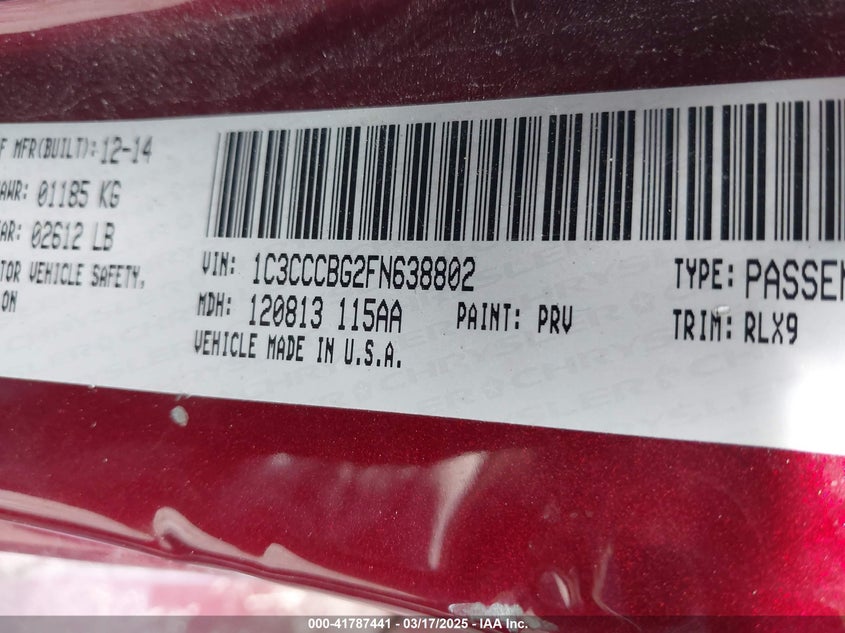 F MFR(BUILT): 12-14
AWR: 01185 KG
AR: 02612 LB
TOR VEHICLE SAFETY,
ON
VIN: 1C3CCCBG2FN638802
MDH: 120813 115AA
VEHICLE MADE IN U.S.A.
PAINT: PRV
TYPE: PASSEN
TRIM: RLX9
CHRYSLER
000-41787441 - 03/17/2025 - IAA Inc.